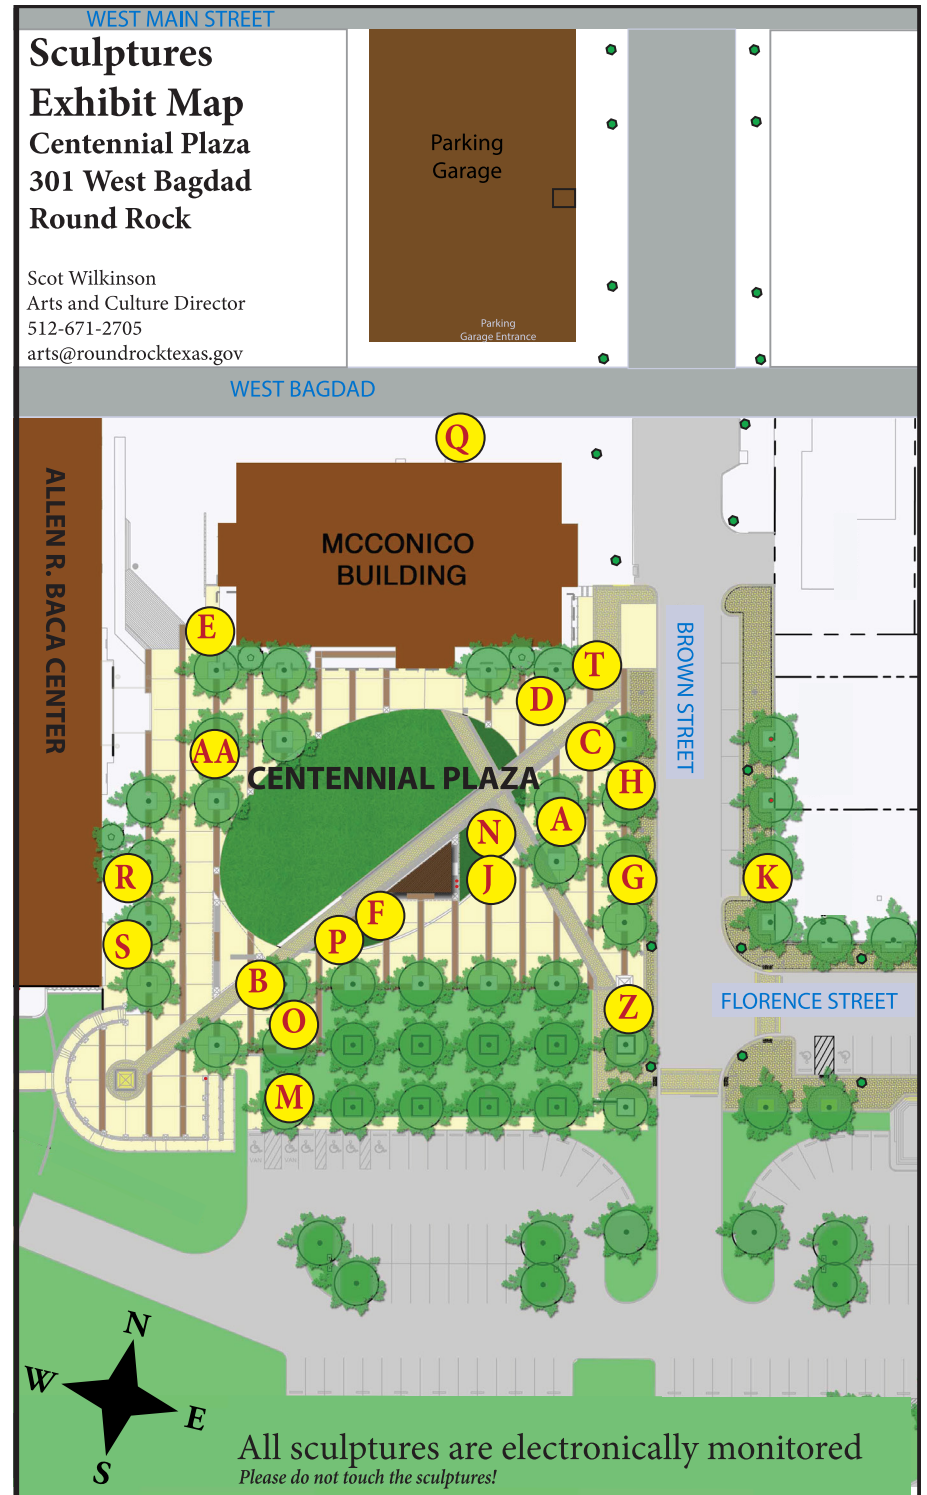 WEST MAIN STREET
Sculptures
Exhibit Map
Centennial Plaza
301 West Bagdad
Round Rock
Scot Wilkinson
Arts and Culture Director
512-671-2705
arts@roundrocktexas.gov
Parking
Garage
Parking
Garage Entrance
WEST BAGDAD
Q
ALLEN R. BACA CENTER
MCCONICO
BUILDING
E
T
BROWN STREET
D
C
AA
CENTENNIAL PLAZA
H
N
A
R
J
G
K
F
S
P
B
FLORENCE STREET
O
Z
M
N
W
E
S
All sculptures are electronically monitored
Please do not touch the sculptures!